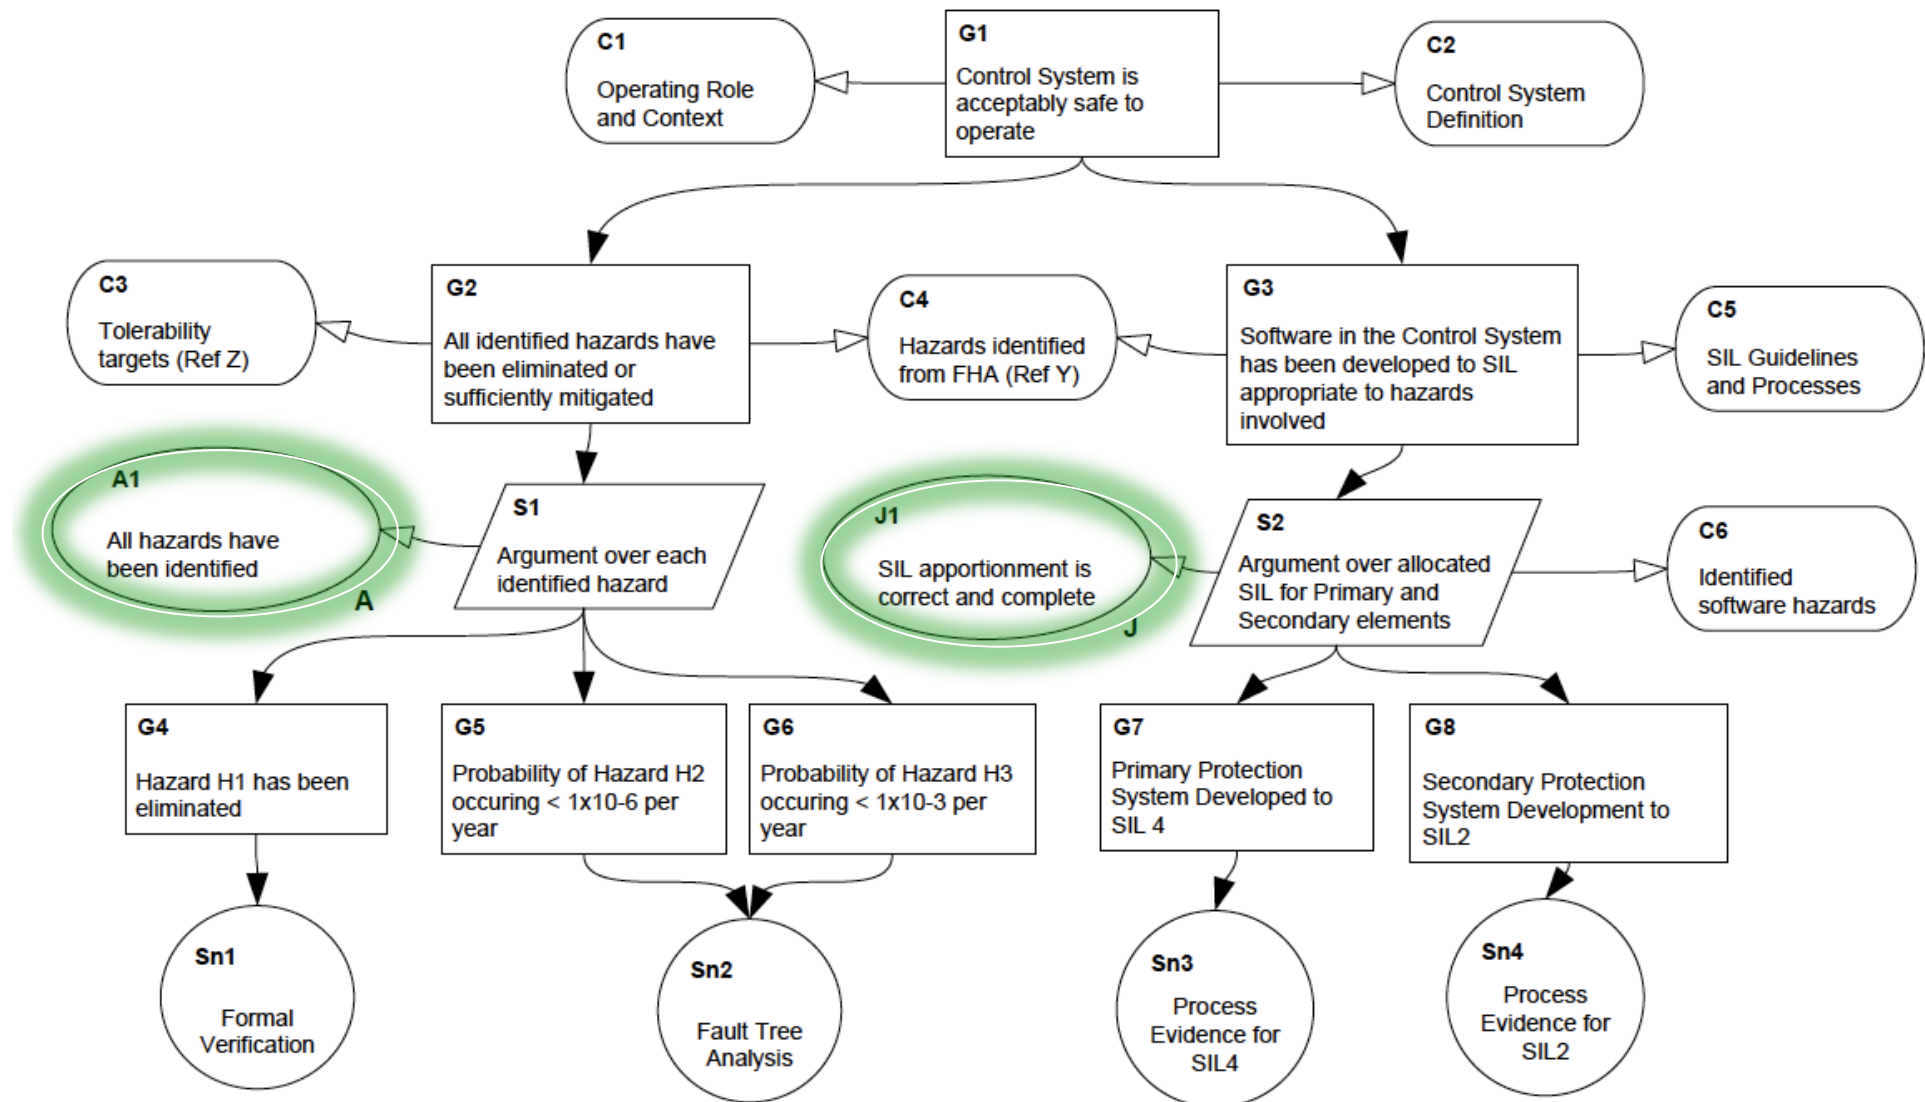 C1
Operating Role
and Context
G1
Control System is
acceptably safe to
operate
C2
Control System
Definition
C3
Tolerability
targets (Ref Z)
G2
All identified hazards have
been eliminated or
sufficiently mitigated
C4
Hazards identified
from FHA (Ref Y)
G3
Software in the Control System
has been developed to SIL
appropriate to hazards
involved
C5
SIL Guidelines
and Processes
A1
All hazards have
been identified
A
S1
Argument over each
identified hazard
J1
SIL apportionment is
correct and complete
J
S2
Argument over allocated
SIL for Primary and
Secondary elements
C6
Identified
software hazards
G4
Hazard H1 has been
eliminated
G5
Probability of Hazard H2
occuring < 1x10-6 per
year
G6
Probability of Hazard H3
occuring < 1x10-3 per
year
G7
Primary Protection
System Developed to
SIL 4
G8
Secondary Protection
System Development to
SIL2
Sn1
Formal
Verification
Sn2
Fault Tree
Analysis
Sn3
Process
Evidence for
SIL4
Sn4
Process
Evidence for
SIL2